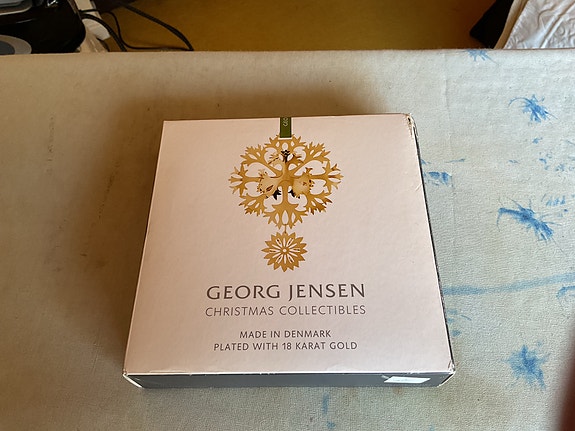 GEORG JENSEN
CHRISTMAS COLLECTIBLES
MADE IN DENMARK
PLATED WITH 18 KARAT GOLD